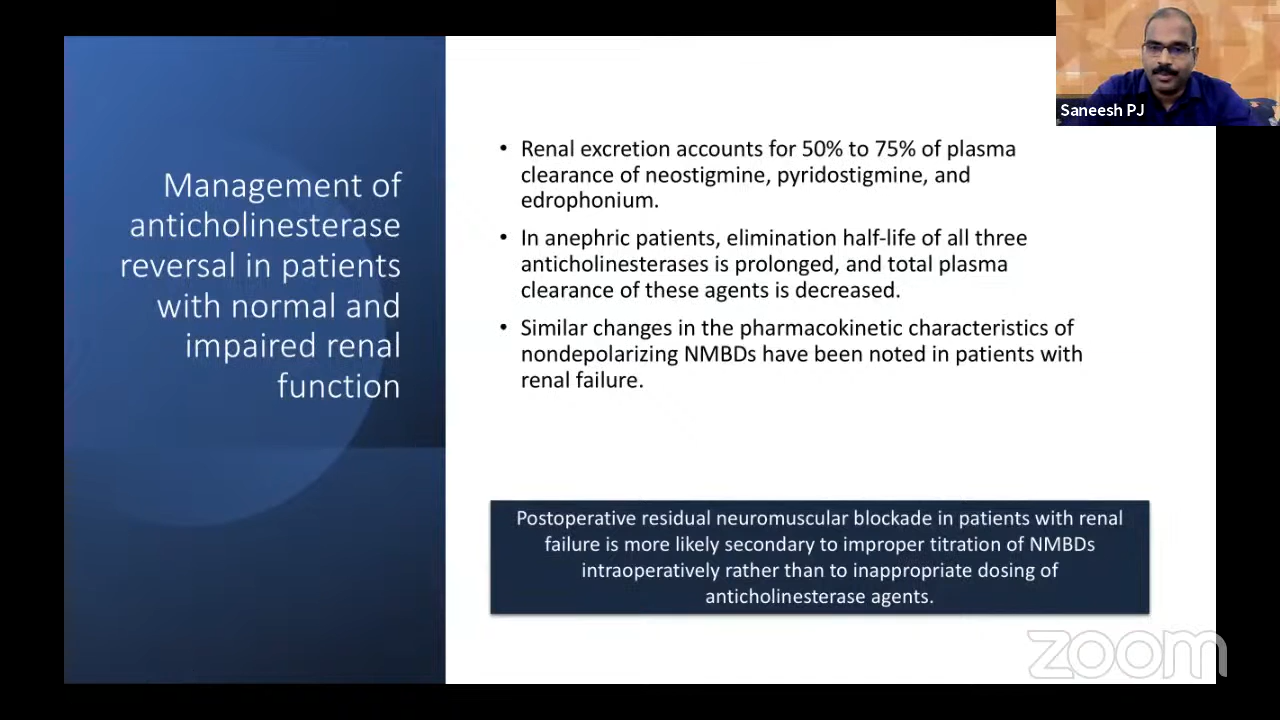 Saneesh PJ
Management of
anticholinesterase
reversal in patients
with normal and
impaired renal
function
• Renal excretion accounts for 50% to 75% of plasma
clearance of neostigmine, pyridostigmine, and
edrophonium.
• In anephric patients, elimination half-life of all three
anticholinesterases is prolonged, and total plasma
clearance of these agents is decreased.
• Similar changes in the pharmacokinetic characteristics of
nondepolarizing NMBDs have been noted in patients with
renal failure.
Postoperative residual neuromuscular blockade in patients with renal
failure is more likely secondary to improper titration of NMBDs
intraoperatively rather than to inappropriate dosing of
anticholinesterase agents.
zoom